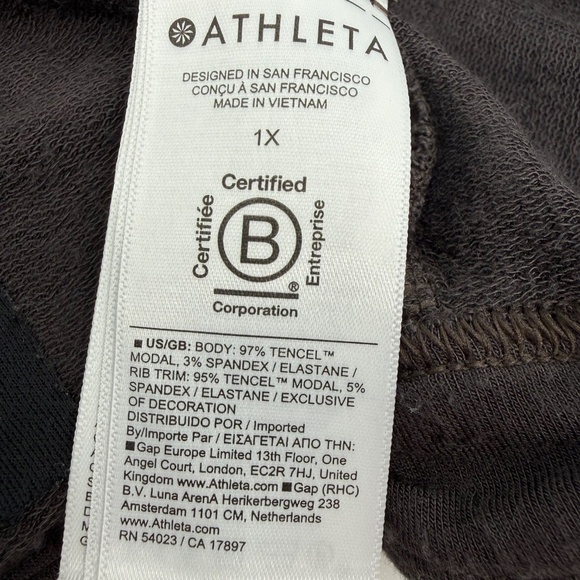 ATHLETA
DESIGNED IN SAN FRANCISCO
CONÇU À SAN FRANCISCO
MADE IN VIETNAM
1X
Certified
Certifiée
B
Entreprise
®
Corporation
■ US/GB: BODY: 97% TENCEL™
MODAL, 3% SPANDEX / ELASTANE /
RIB TRIM: 95% TENCEL™ MODAL, 5%
SPANDEX / ELASTANE / EXCLUSIVE
OF DECORATION
DISTRIBUIDO POR / Imported
By/Importe Par / ΕΙΣΑΓΕΤΑΙ ΑΠΟ ΤΗΝ:
■ Gap Europe Limited 13th Floor, One
Angel Court, London, EC2R 7HJ, United
Kingdom www.Athleta.com ■ Gap (RHC)
B.V. Luna ArenA Herikerbergweg 238
Amsterdam 1101 CM, Netherlands
www.Athleta.com
RN 54023 / CA 17897